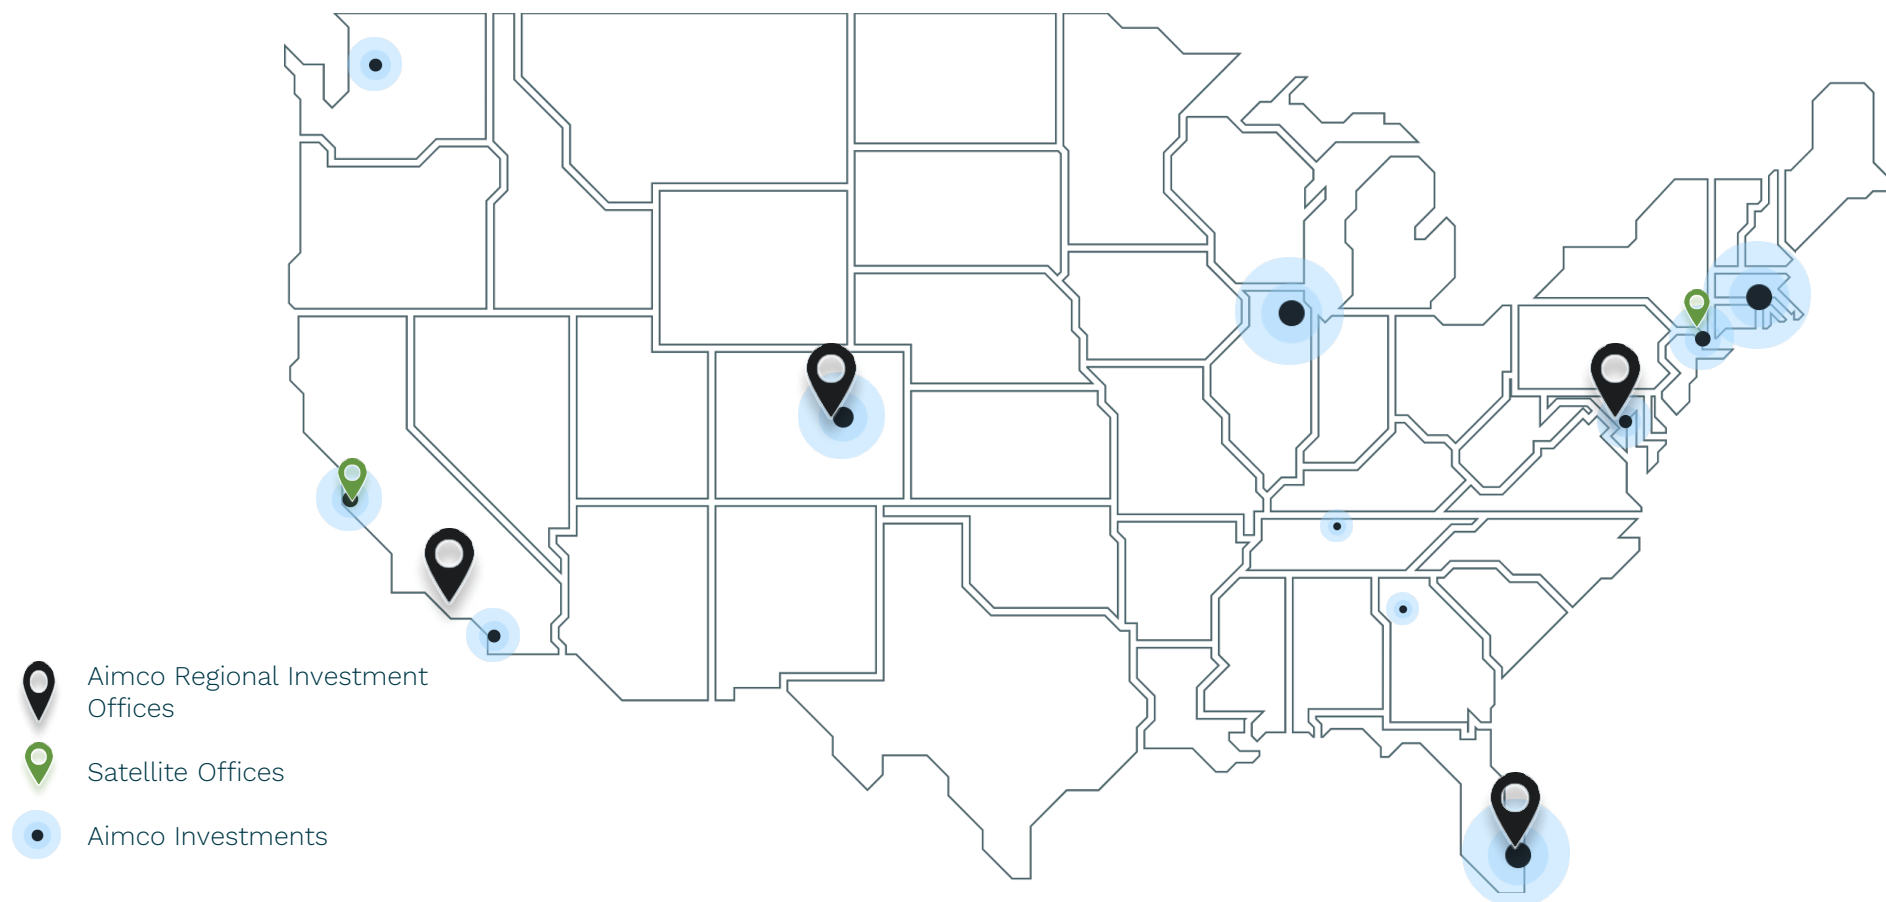 Aimco Regional Investment
Offices
Satellite Offices
Aimco Investments